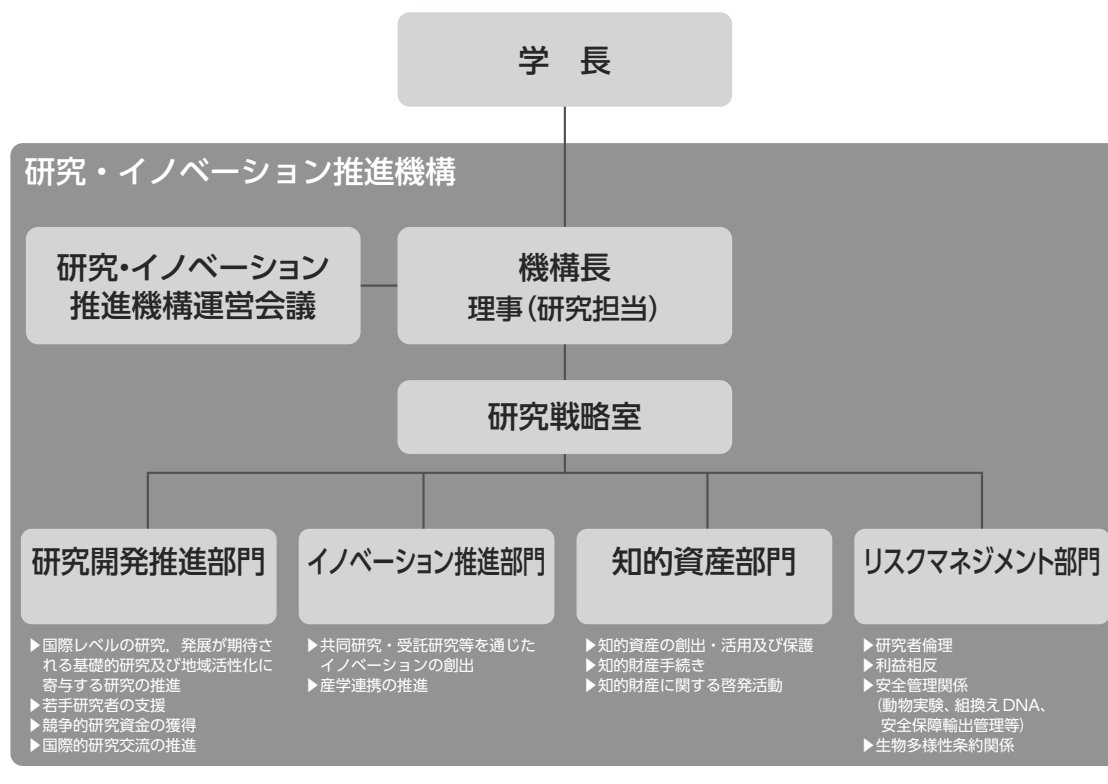 学 長
研究・イノベーション推進機構
研究・イノベーション
推進機構運営会議
機構長
理事(研究担当)
研究戦略室
研究開発推進部門
▶国際レベルの研究，発展が期待さ
れる基礎的研究及び地域活性化に
寄与する研究の推進
▶若手研究者の支援
▶競争的研究資金の獲得
▶国際的研究交流の推進
イノベーション推進部門
▶共同研究・受託研究等を通じた
イノベーションの創出
▶産学連携の推進
知的資産部門
▶知的資産の創出・活用及び保護
▶知的財産手続き
▶知的財産に関する啓発活動
リスクマネジメント部門
▶研究者倫理
▶利益相反
▶安全管理関係
(動物実験、組換えDNA、
安全保障輸出管理等)
▶生物多様性条約関係